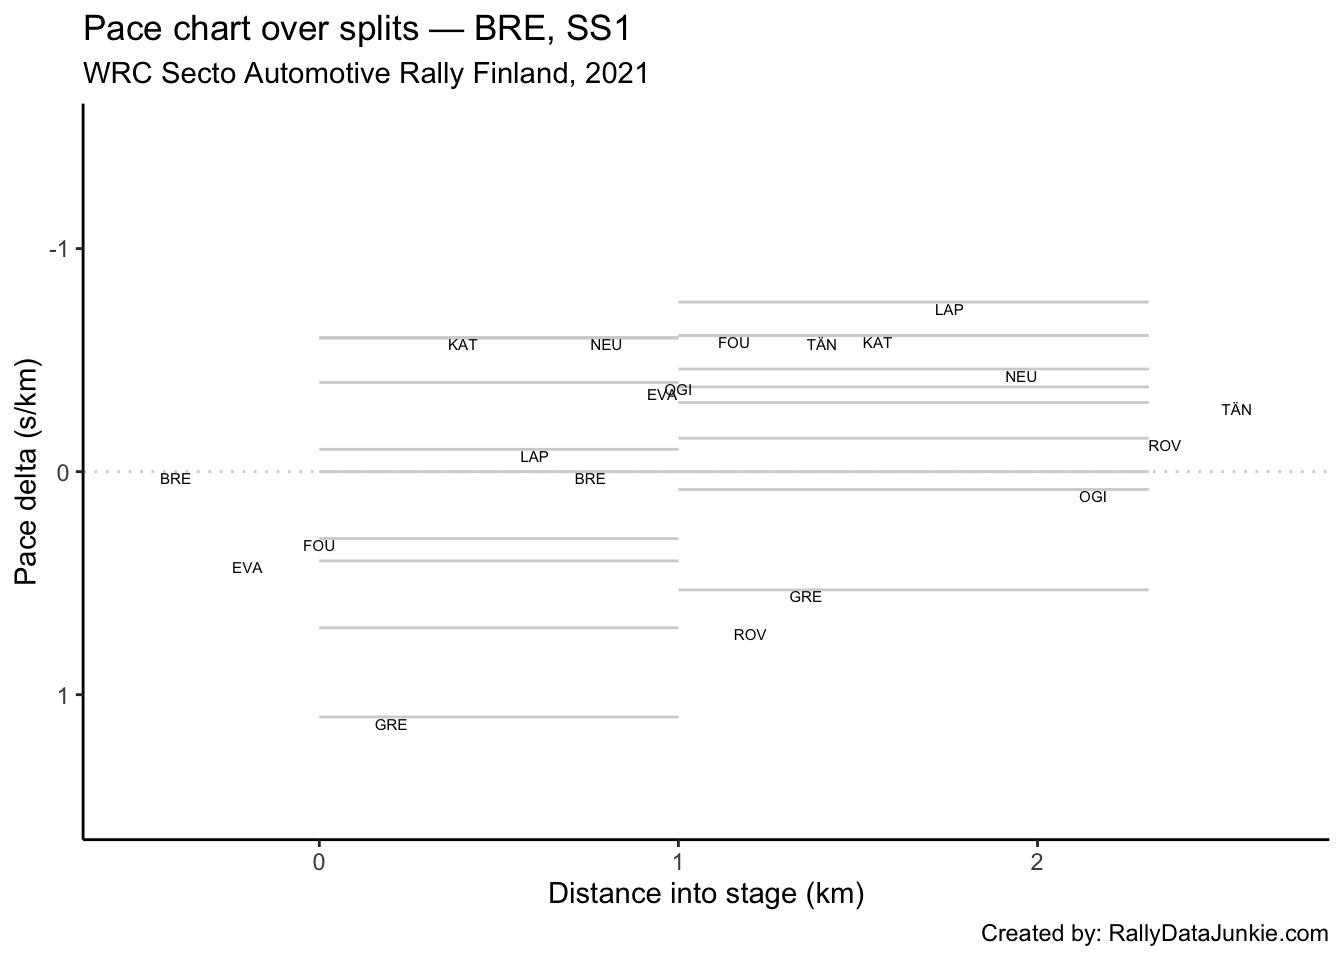 Pace chart over splits — BRE, SS1
WRC Secto Automotive Rally Finland, 2021
Pace delta (s/km)
-1
0
1
LAP
KAT
NEU
FOU
TÄN
KAT
NEU
OGI
EVA
TÄN
ROV
LAP
BRE
BRE
OGI
FOU
EVA
GRE
ROV
GRE
0
1
2
Distance into stage (km)
Created by: RallyDataJunkie.com